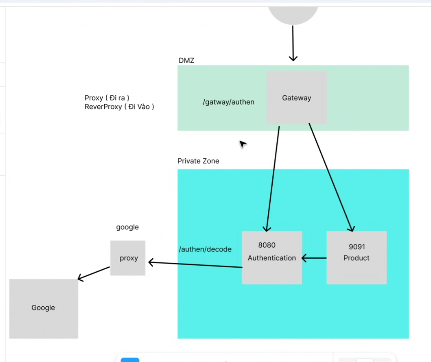 DMZ
Proxy ( Đi ra )
ReverProxy ( Đi Vào )
/gatway/authen
Gateway
Private Zone
google
proxy
/authen/decode
8080
Authentication
9091
Product
Google